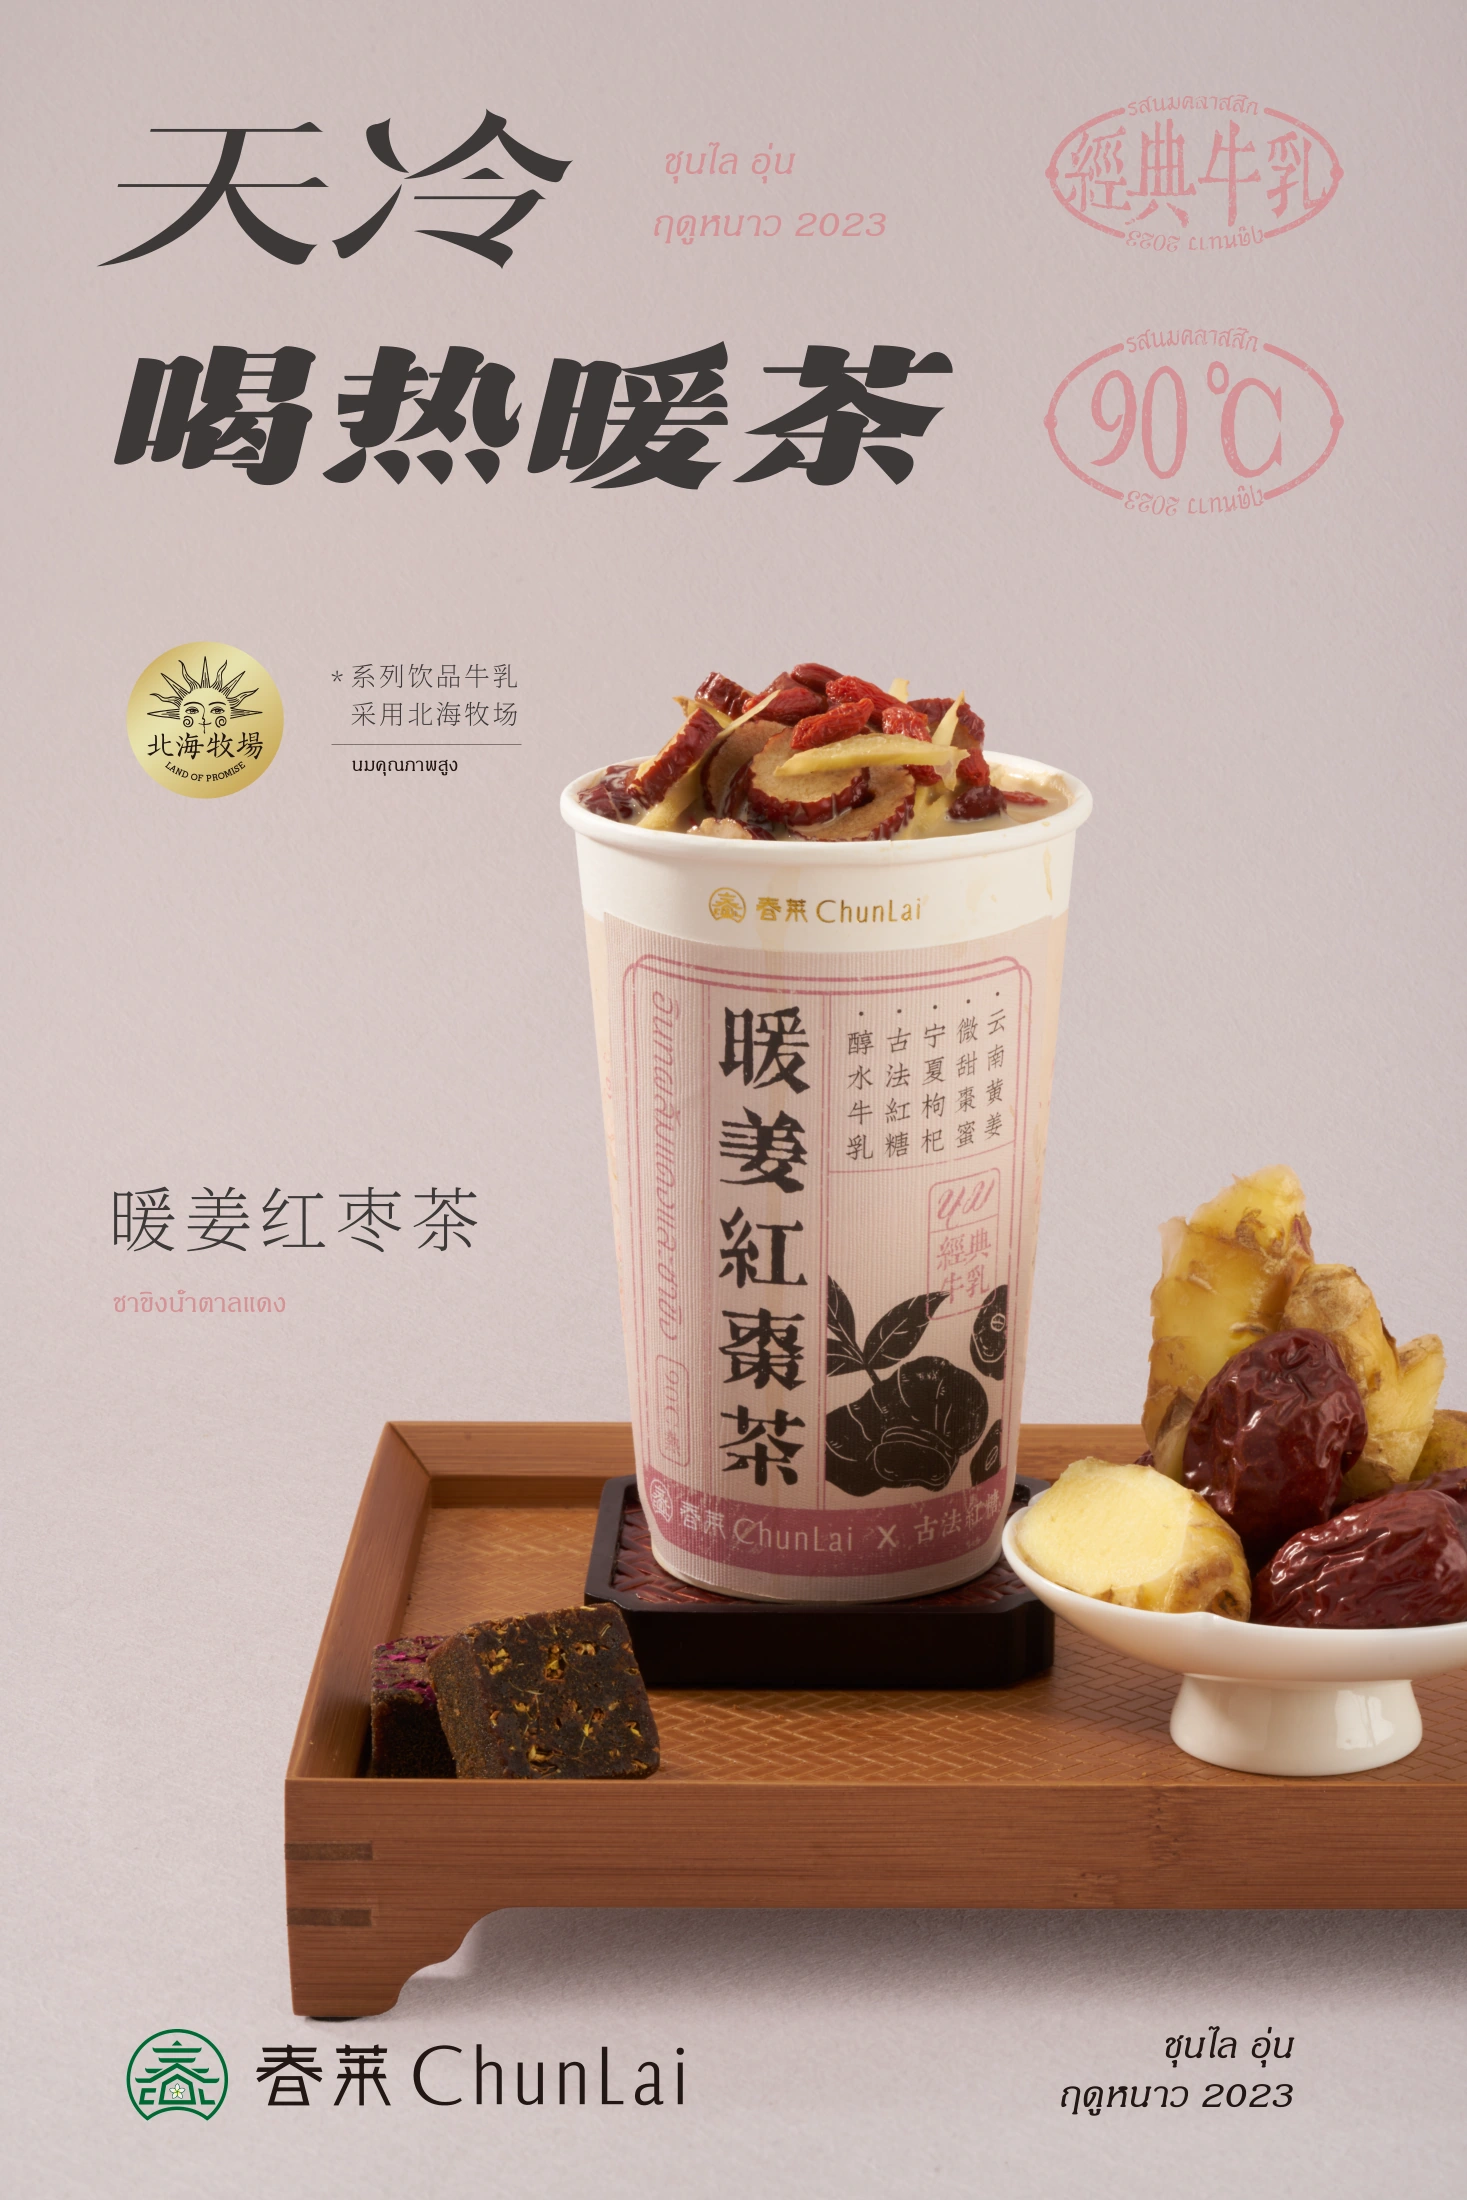 天冷
ชุนไล อุ่น
ฤดูหนาว 2023
รสนมคลาสสิก
經典牛乳
ฤดูหนาว 2023
喝热暖茶
รสนมคลาสสิก
90°C
ฤดูหนาว 2023
北海牧場
LAND OF PROMISE
*系列饮品牛乳
采用北海牧场
นมคุณภาพสูง
春莱 ChunLai
云南黄姜
微甜棗蜜
宁夏枸杞
古法紅糖
醇水牛乳
暖姜紅棗茶
經典
牛乳
春莱 ChunLai X 古法紅糖
暖姜红枣茶
ชาขิงน้ำตาลแดง
春莱 ChunLai
ชุนไล อุ่น
ฤดูหนาว 2023